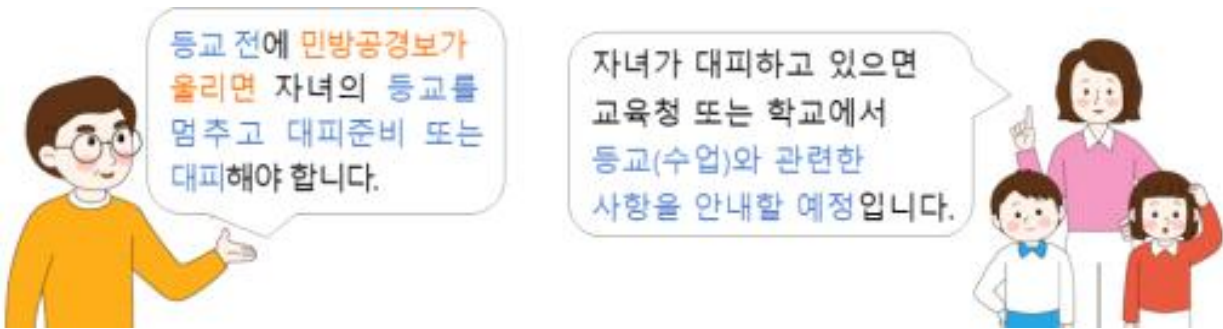 등교 전에 민방공경보가
울리면 자녀의 등교를
멈추고 대피준비 또는
대피해야 합니다.
자녀가 대피하고 있으면
교육청 또는 학교에서
등교(수업)와 관련한
사항을 안내할 예정입니다.